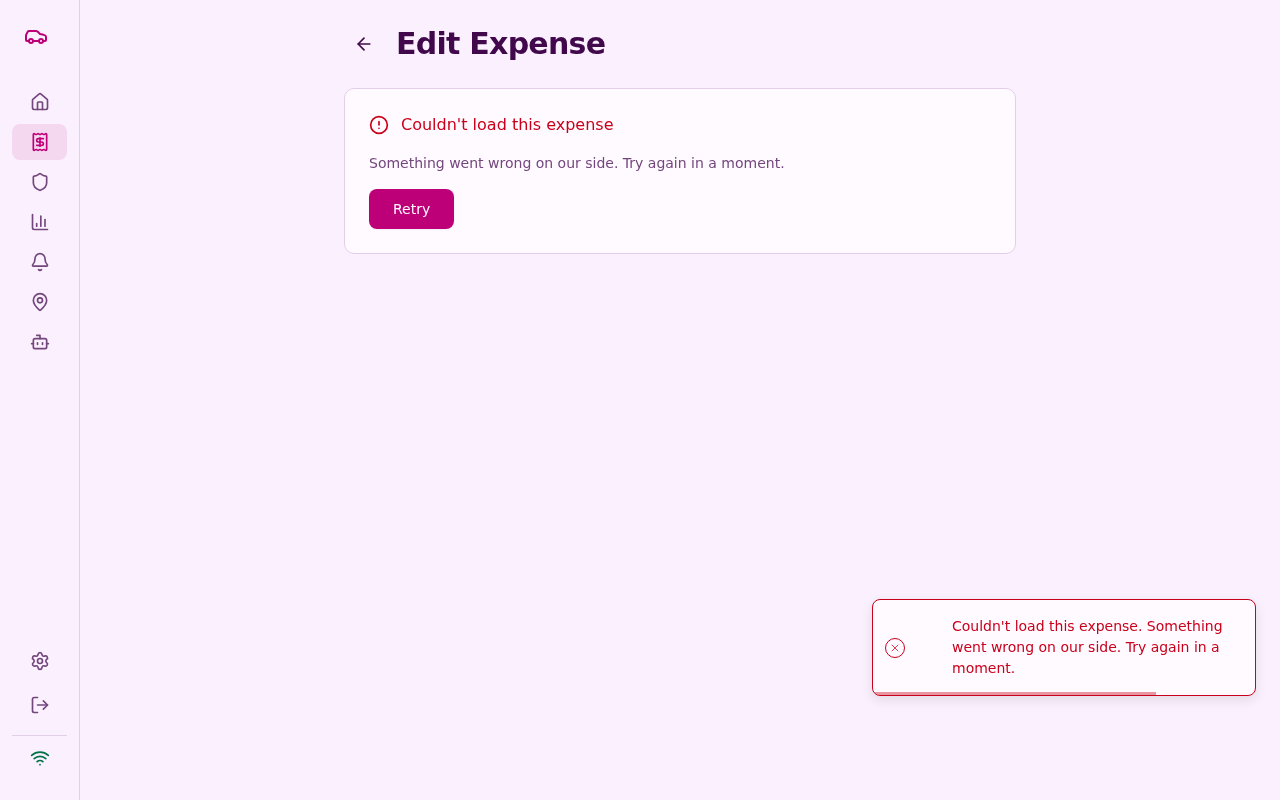 Edit Expense
Couldn't load this expense
Something went wrong on our side. Try again in a moment.
Retry
Couldn't load this expense. Something
went wrong on our side. Try again in a
moment.